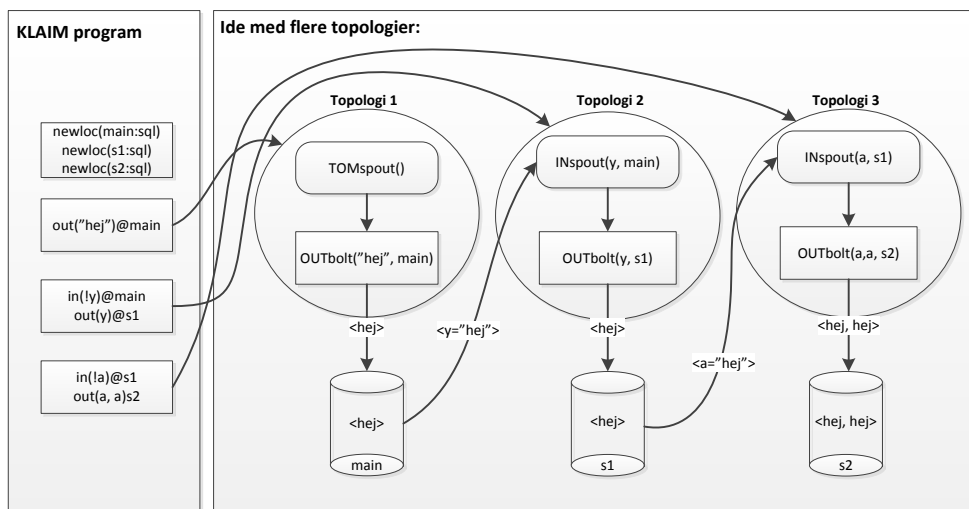 KLAIM program
newloc(main:sql)
newloc(s1:sql)
newloc(s2:sql)
out(”hej”)@main
in(!y)@main
out(y)@s1
in(!a)@s1
out(a, a)s2
Ide med flere topologier:
Topologi 1
TOMspout()
OUTbolt(”hej”, main)
<hej>
<hej>
main
<y=”hej”>
Topologi 2
INspout(y, main)
OUTbolt(y, s1)
<hej>
<hej>
s1
<a=”hej”>
Topologi 3
INspout(a, s1)
OUTbolt(a,a, s2)
<hej, hej>
<hej, hej>
s2